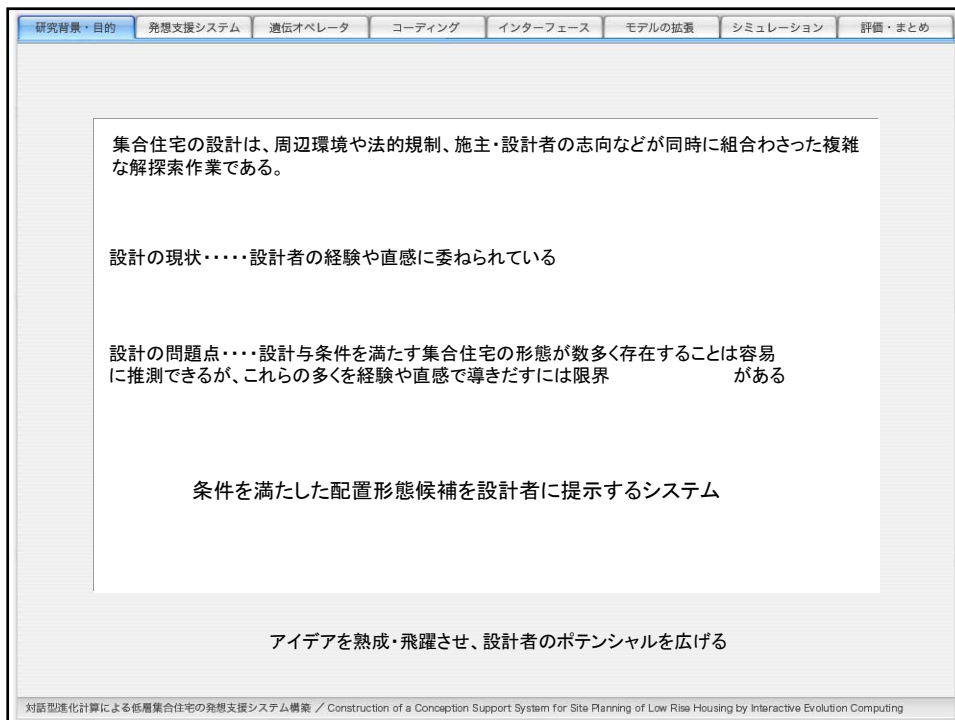 研究背景・目的 発想支援システム 遺伝オペレータ コーディング インターフェース モデルの拡張 シミュレーション 評価・まとめ
集合住宅の設計は、周辺環境や法的規制、施主・設計者の志向などが同時に組合わさった複雑
な解探索作業である。
設計の現状・・・・・設計者の経験や直感に委ねられている
設計の問題点・・・・設計与条件を満たす集合住宅の形態が数多く存在することは容易
に推測できるが、これらの多くを経験や直感で導きだすには限界 がある
条件を満たした配置形態候補を設計者に提示するシステム
アイデアを熟成・飛躍させ、設計者のポテンシャルを広げる
対話型進化計算による低層集合住宅の発想支援システム構築 ／ Construction of a Conception Support System for Site Planning of Low Rise Housing by Interactive Evolution Computing